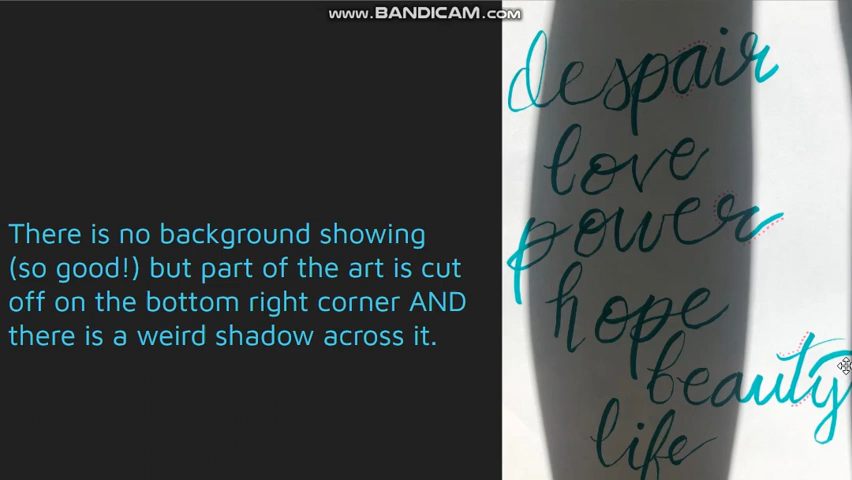 www.BANDICAM.com
There is no background showing
(so good!) but part of the art is cut
off on the bottom right corner AND
there is a weird shadow across it.
despair
love
power
hope
beauty
life